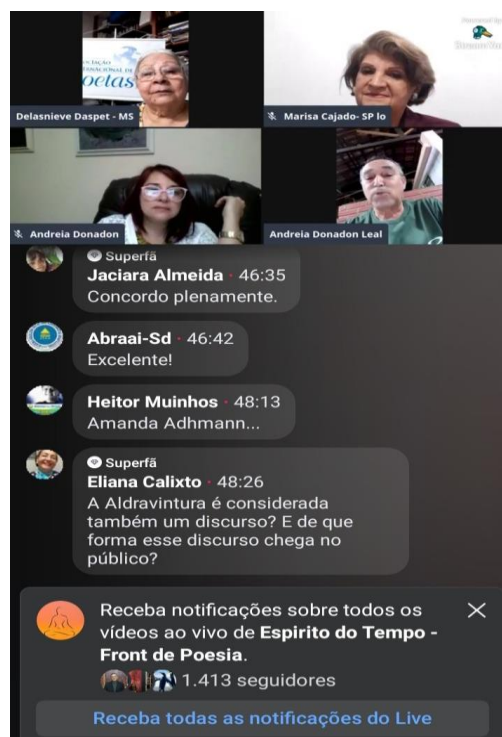 NACIONAL DE
oetas
Delasnieve Daspet - MS
Marisa Cajado- SP lo
Andreia Donadon
Andreia Donadon Leal
Superfã
Jaciara Almeida · 46:35
Concordo plenamente.
Abraai-Sd · 46:42
Excelente!
Heitor Muinhos · 48:13
Amanda Adhmann...
Superfã
Eliana Calixto · 48:26
A Aldravintura é considerada
também um discurso? E de que
forma esse discurso chega no
público?
Receba notificações sobre todos os
vídeos ao vivo de Espirito do Tempo -
Front de Poesia.
1.413 seguidores
Receba todas as notificações do Live